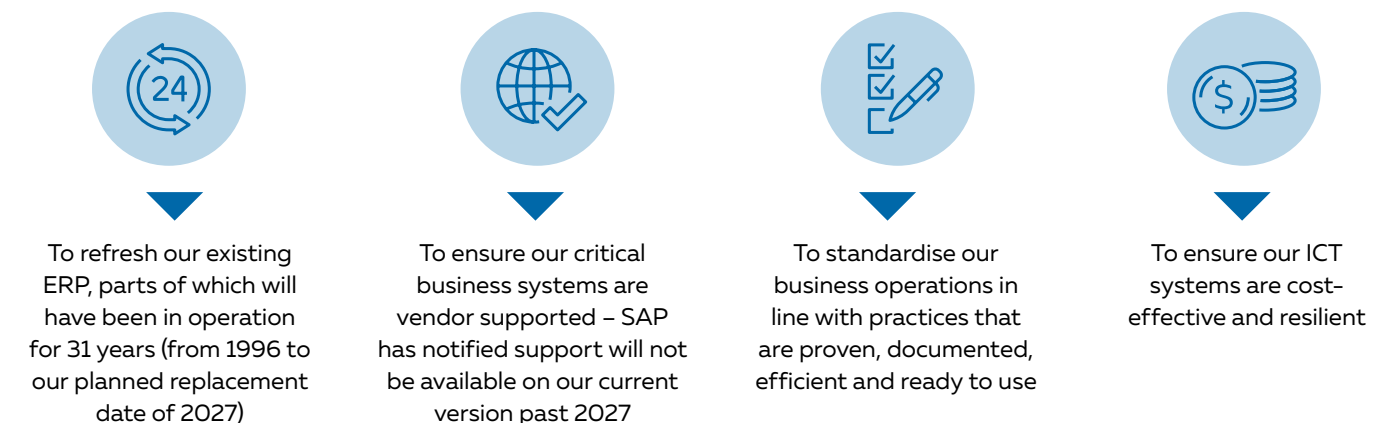 24
To refresh our existing
ERP, parts of which will
have been in operation
for 31 years (from 1996 to
our planned replacement
date of 2027)
To ensure our critical
business systems are
vendor supported – SAP
has notified support will not
be available on our current
version past 2027
To standardise our
business operations in
line with practices that
are proven, documented,
efficient and ready to use
$
To ensure our ICT
systems are cost-
effective and resilient